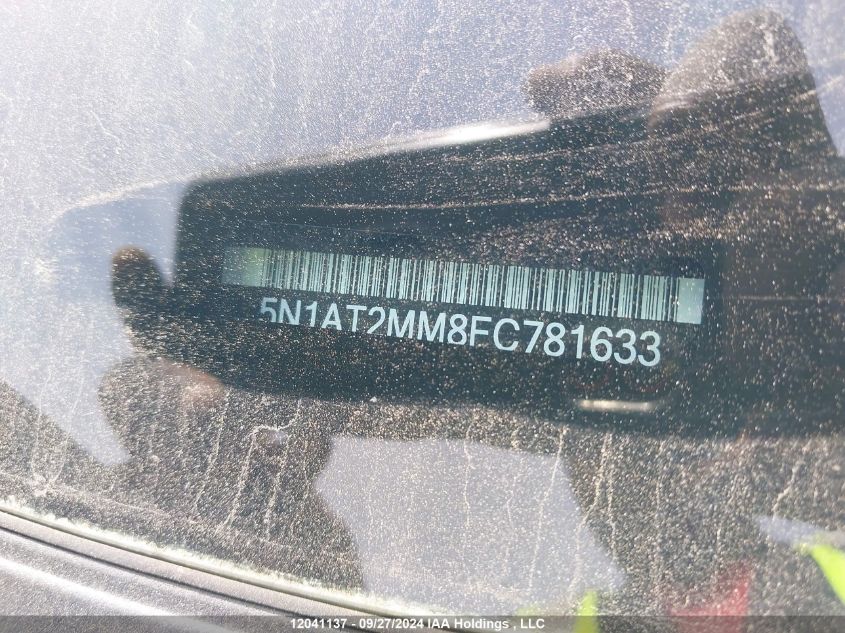 5N1AT2MM8FC781633
12041137 - 09/27/2024 IAA Holdings , LLC